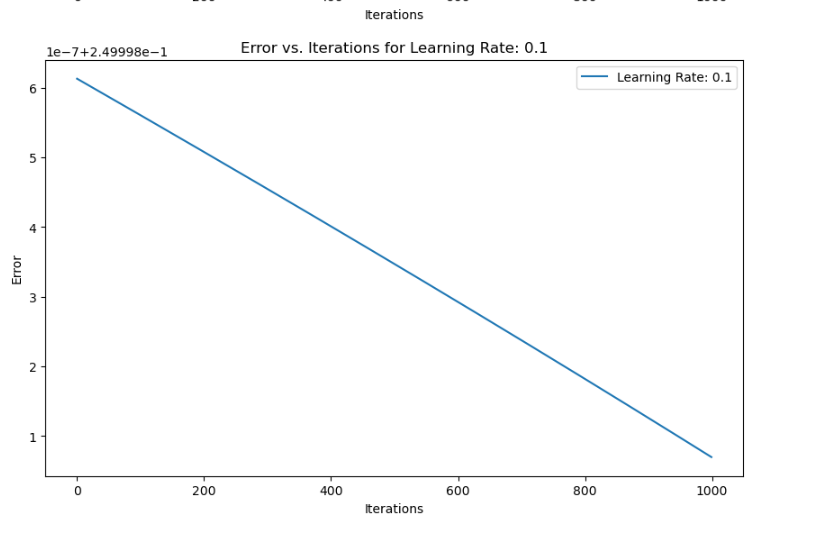 Iterations
1e−7+2.49998e−1
Error vs. Iterations for Learning Rate: 0.1
Learning Rate: 0.1
6
5
4
3
2
1
Error
0 200 400 600 800 1000
Iterations